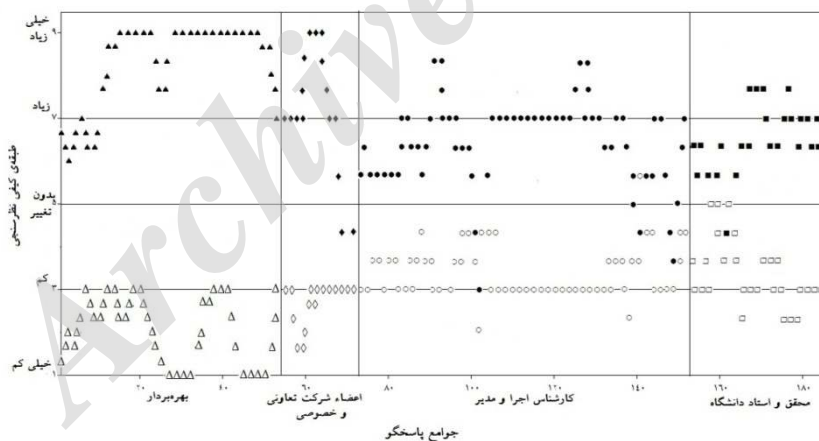 Archive
خیلی
زیاد
۹
زیاد
۷
بدون
تغییر
۵
کم
۳
خیلی کم
۱
طبقه‌ی کیفی نظرسنجی
۲۰
۴۰
۶۰
۸۰
۱۰۰
۱۲۰
۱۴۰
۱۶۰
۱۸۰
بهره‌بردار
اعضاء شرکت تعاونی
و خصوصی
کارشناس اجرا و مدیر
محقق و استاد دانشگاه
جوامع پاسخگو